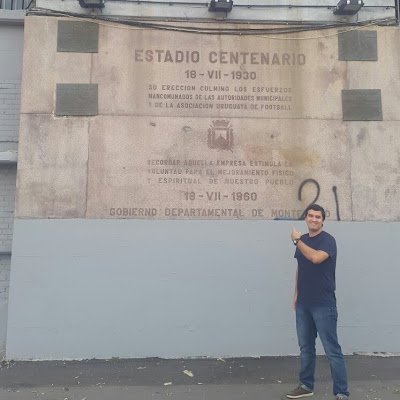 ESTADIO CENTENARIO
18-VII-1930
SU ERECCION CULMINO LOS ESFUERZOS
MANCOMUNADOS DE LAS AUTORIDADES MUNICIPALES
Y DE LA ASOCIACION URUGUAYA DE FOOTBALL
RECORDAR AQUELLA EMPRESA ESTIMULA LA
VOLUNTAD PARA EL MEJORAMIENTO FISICO
Y ESPIRITUAL DE NUESTRO PUEBLO
18-VII-1960
GOBIERNO DEPARTAMENTAL DE
21